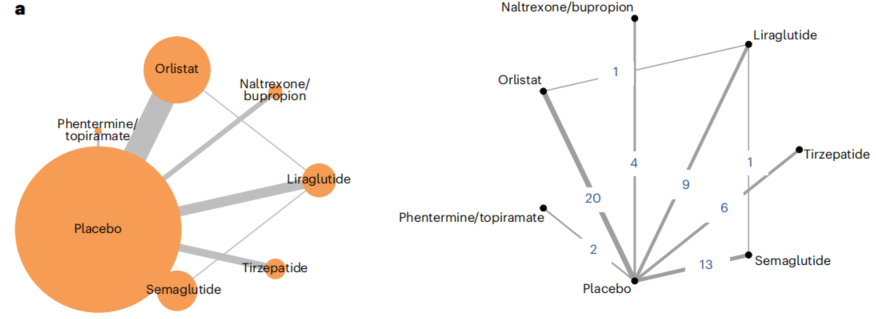 a
Orlistat
Naltrexone/
bupropion
Phentermine/
topiramate
Liraglutide
Placebo
Tirzepatide
Semaglutide
Naltrexone/bupropion
Liraglutide
1
Orlistat
4
1
Tirzepatide
9
20
6
Phentermine/topiramate
2
13
Semaglutide
Placebo